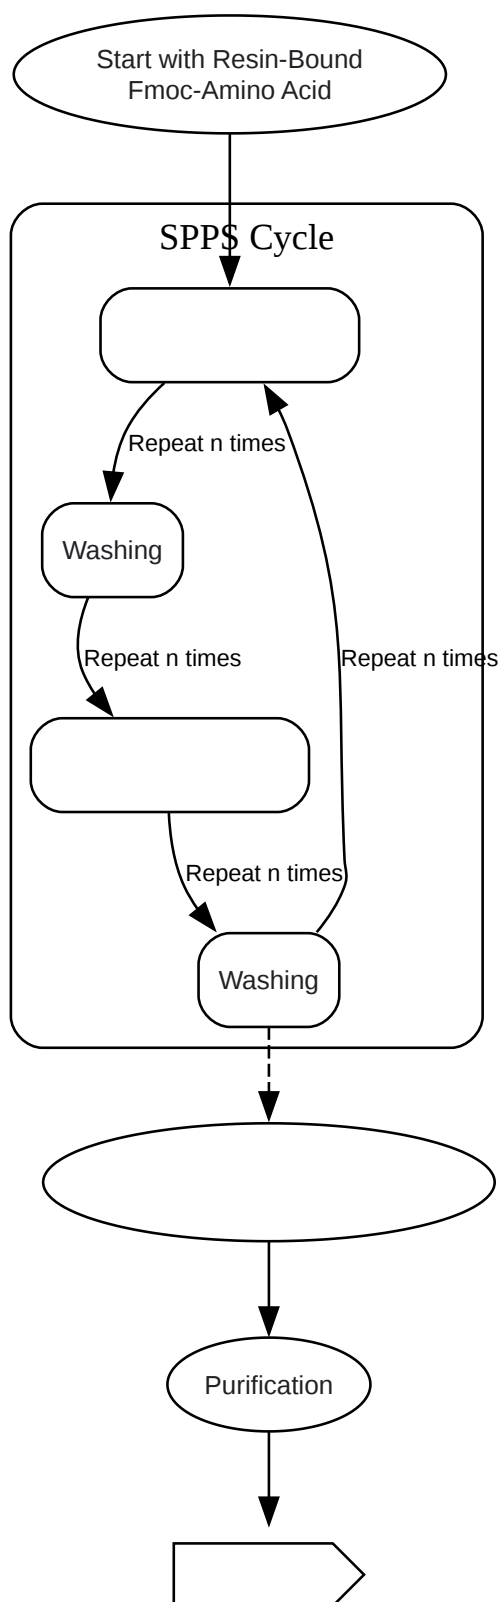 Start with Resin-Bound
Fmoc-Amino Acid
SPPS Cycle
Repeat n times
Washing
Repeat n times
Repeat n times
Repeat n times
Washing
Purification